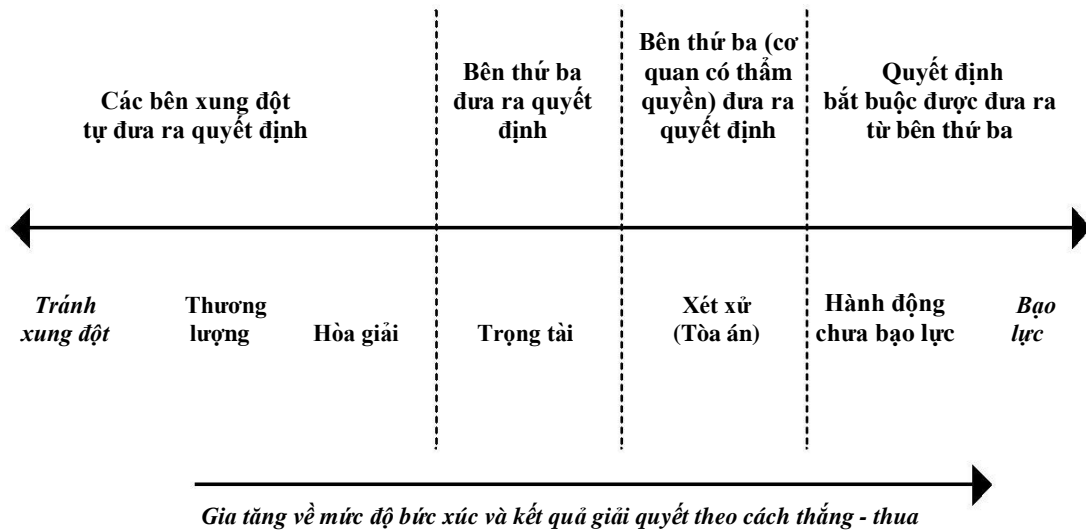 Các bên xung đột
tự đưa ra quyết định
Bên thứ ba
đưa ra quyết
định
Bên thứ ba (cơ
quan có thẩm
quyền) đưa ra
quyết định
Quyết định
bắt buộc được đưa ra
từ bên thứ ba
Tránh
xung đột
Thương
lượng
Hòa giải
Trọng tài
Xét xử
(Tòa án)
Hành động
chưa bạo lực
Bạo
lực
Gia tăng về mức độ bức xúc và kết quả giải quyết theo cách thắng - thua